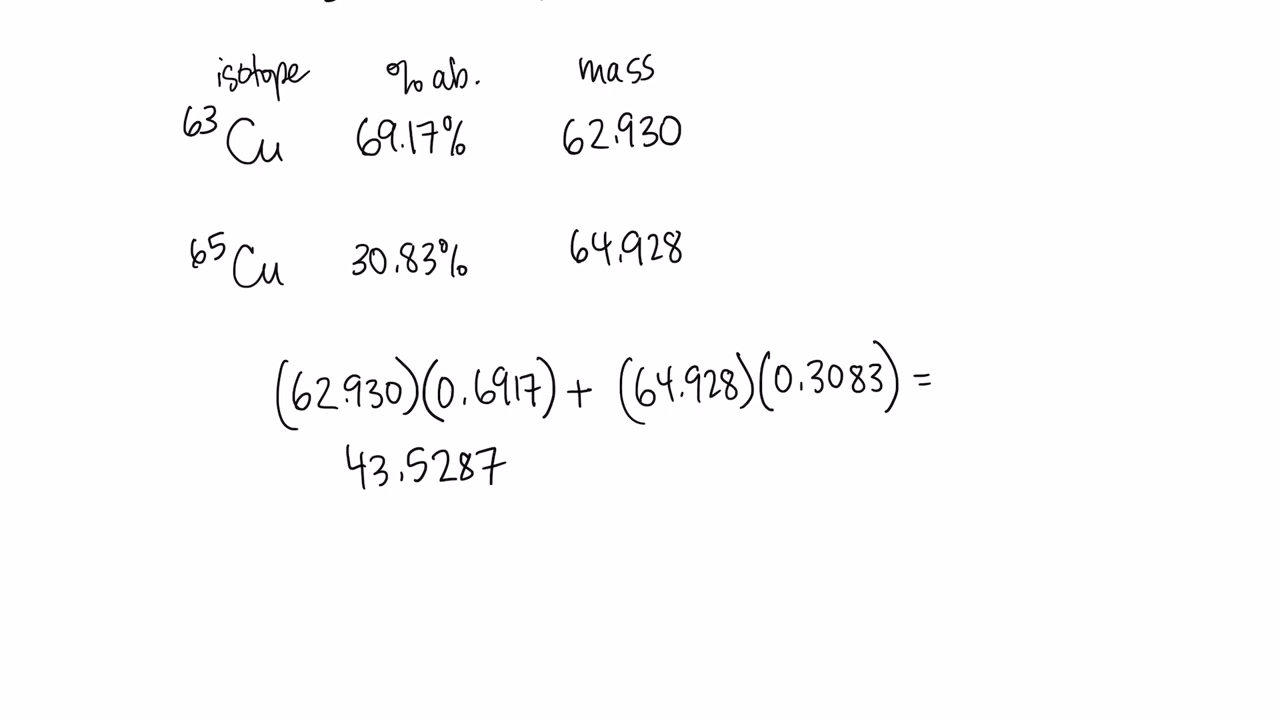 isotope % ab. mass
⁶³Cu 69.17% 62.930
⁶⁵Cu 30.83% 64.928
(62.930)(0.6917) + (64.928)(0.3083) =
43.5287